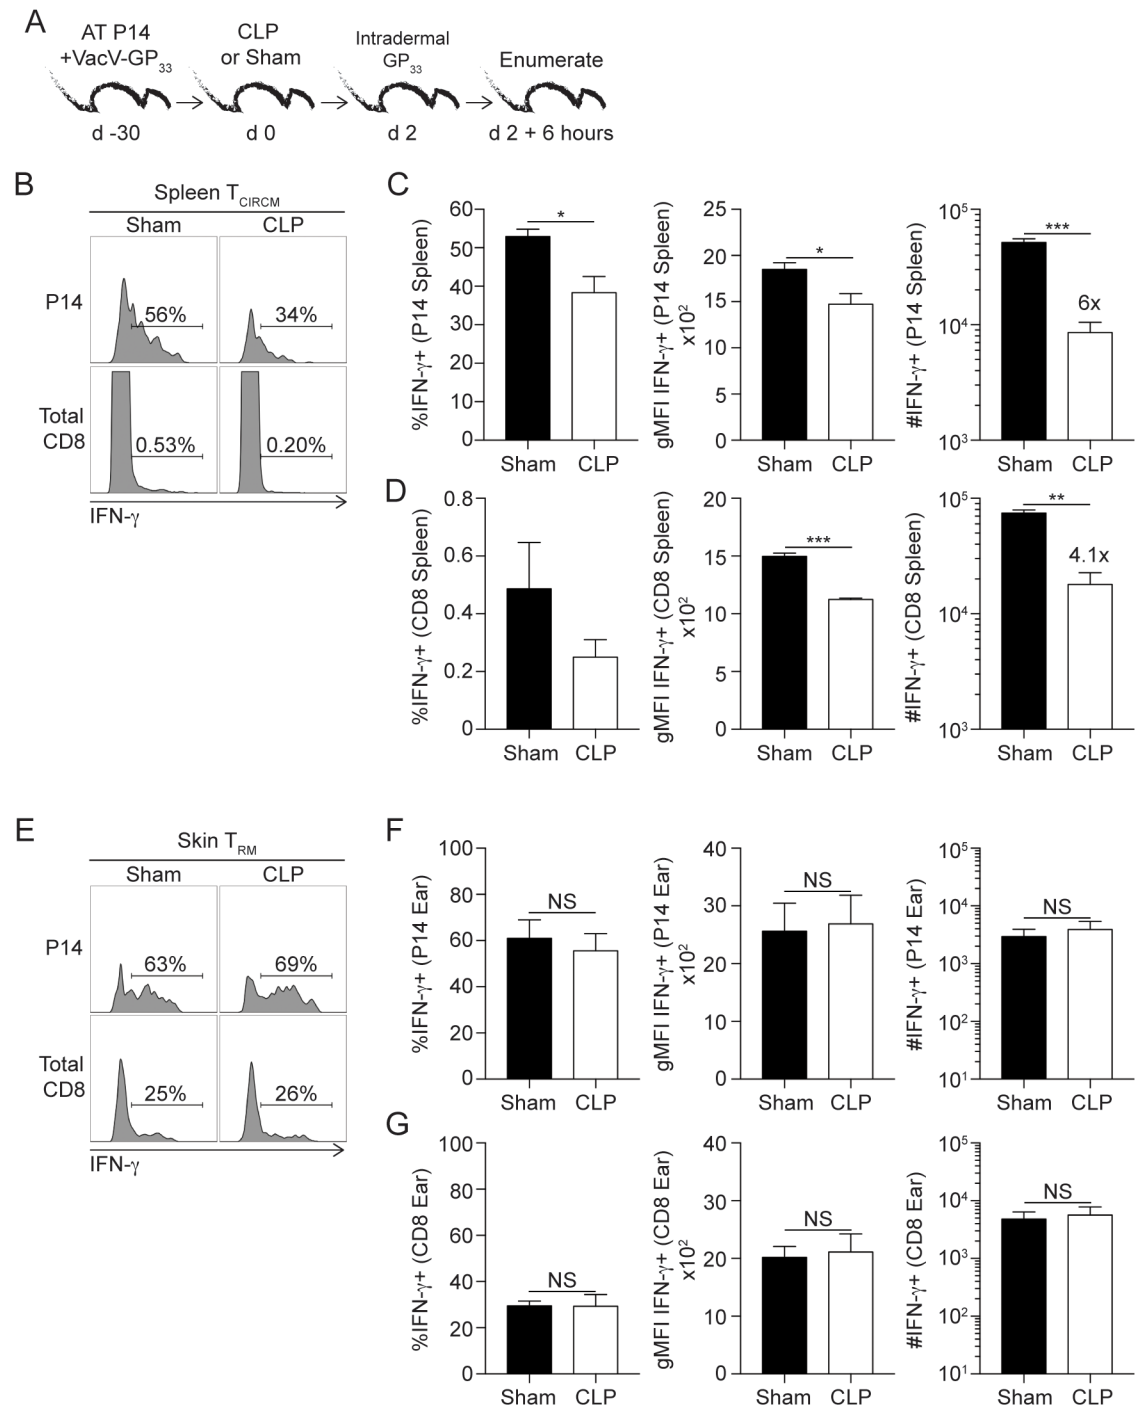 A
AT P14
+VacV-GP33
CLP
or Sham
Intradermal
GP33
Enumerate
d -30
d 0
d 2
d 2 + 6 hours
B
Spleen TCIRCM
Sham
CLP
P14
56%
34%
Total
CD8
0.53%
0.20%
IFN-γ
C
%IFN-γ+ (P14 Spleen)
60
50
40
30
20
10
0
*
Sham
CLP
gMFI IFN-γ+ (P14 Spleen)
x10²
25
20
15
10
5
0
*
Sham
CLP
#IFN-γ+ (P14 Spleen)
10⁵
10⁴
10³
***
6x
Sham
CLP
D
%IFN-γ+ (CD8 Spleen)
0.8
0.6
0.4
0.2
0
Sham
CLP
gMFI IFN-γ+ (CD8 Spleen)
x10²
20
15
10
5
0
***
Sham
CLP
#IFN-γ+ (CD8 Spleen)
10⁵
10⁴
10³
**
4.1x
Sham
CLP
E
Skin TRM
Sham
CLP
P14
63%
69%
Total
CD8
25%
26%
IFN-γ
F
%IFN-γ+ (P14 Ear)
100
80
60
40
20
0
NS
Sham
CLP
gMFI IFN-γ+ (P14 Ear)
x10²
40
30
20
10
0
NS
Sham
CLP
#IFN-γ+ (P14 Ear)
10⁵
10⁴
10³
10²
10¹
NS
Sham
CLP
G
%IFN-γ+ (CD8 Ear)
100
80
60
40
20
0
NS
Sham
CLP
gMFI IFN-γ+ (CD8 Ear)
x10²
40
30
20
10
0
NS
Sham
CLP
#IFN-γ+ (CD8 Ear)
10⁵
10⁴
10³
10²
10¹
NS
Sham
CLP